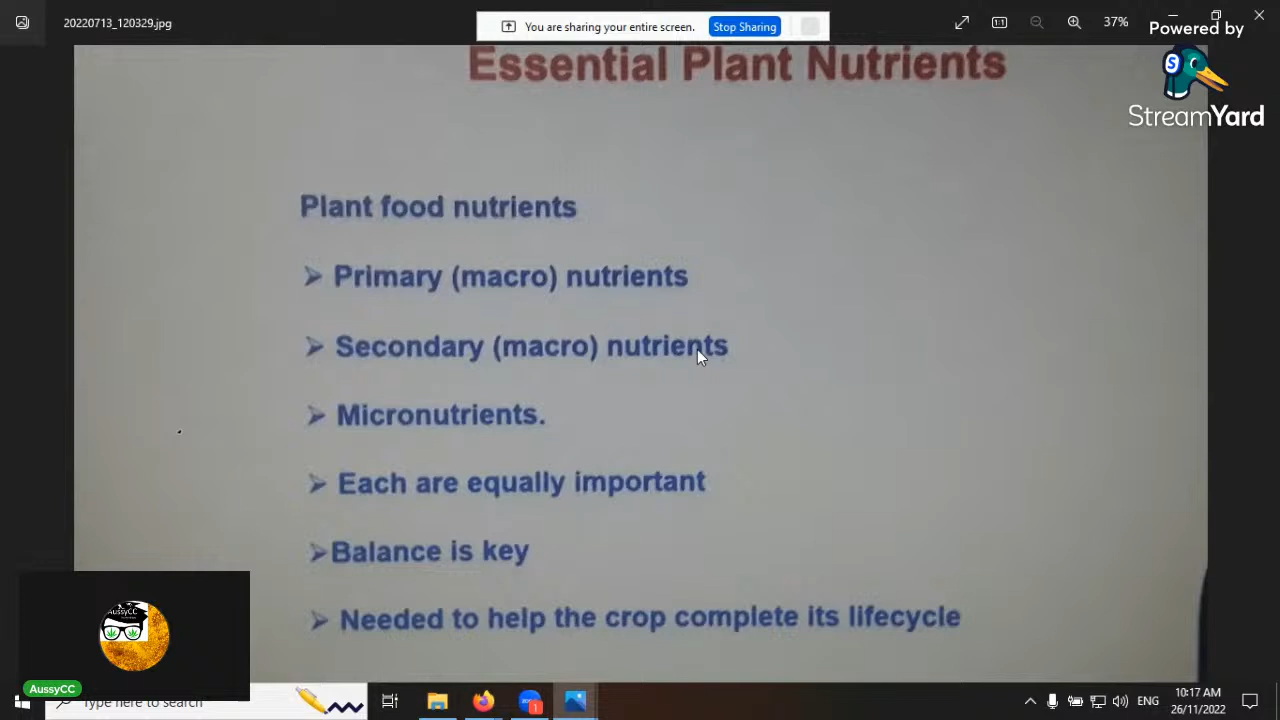 20220713_120329.jpg
You are sharing your entire screen.
Stop Sharing
37%
Powered by
StreamYard
Essential Plant Nutrients
Plant food nutrients
➢ Primary (macro) nutrients
➢ Secondary (macro) nutrients
➢ Micronutrients.
➢ Each are equally important
➢ Balance is key
➢ Needed to help the crop complete its lifecycle
AussyCC
AussyCC
Type here to search
1
ENG
10:17 AM
26/11/2022